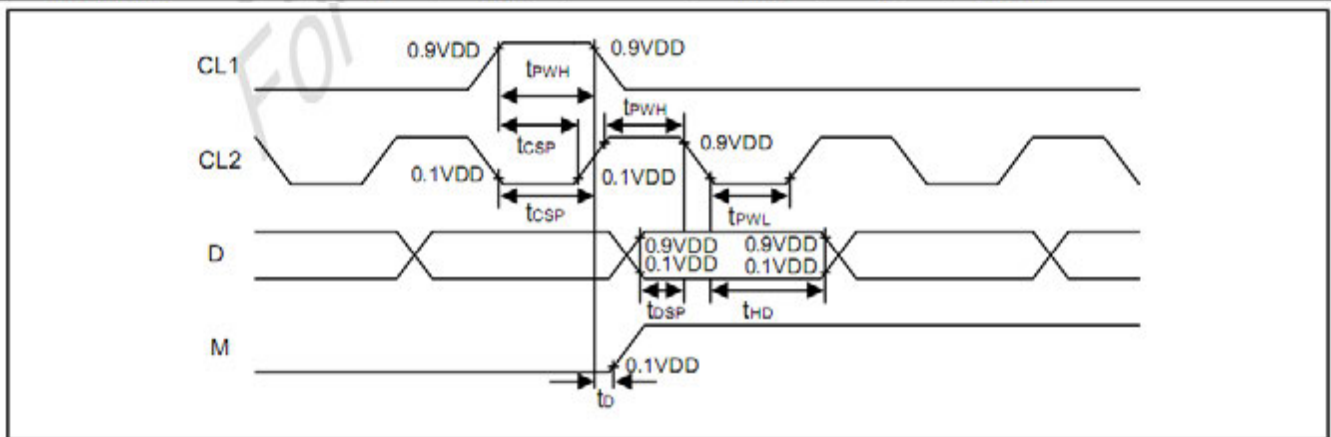 For
CL1
0.9VDD
0.9VDD
tPWH
tPWH
tCSP
CL2
0.9VDD
0.1VDD
0.1VDD
tCSP
tPWL
D
0.9VDD
0.9VDD
0.1VDD
0.1VDD
tDSP
tHD
M
0.1VDD
tD